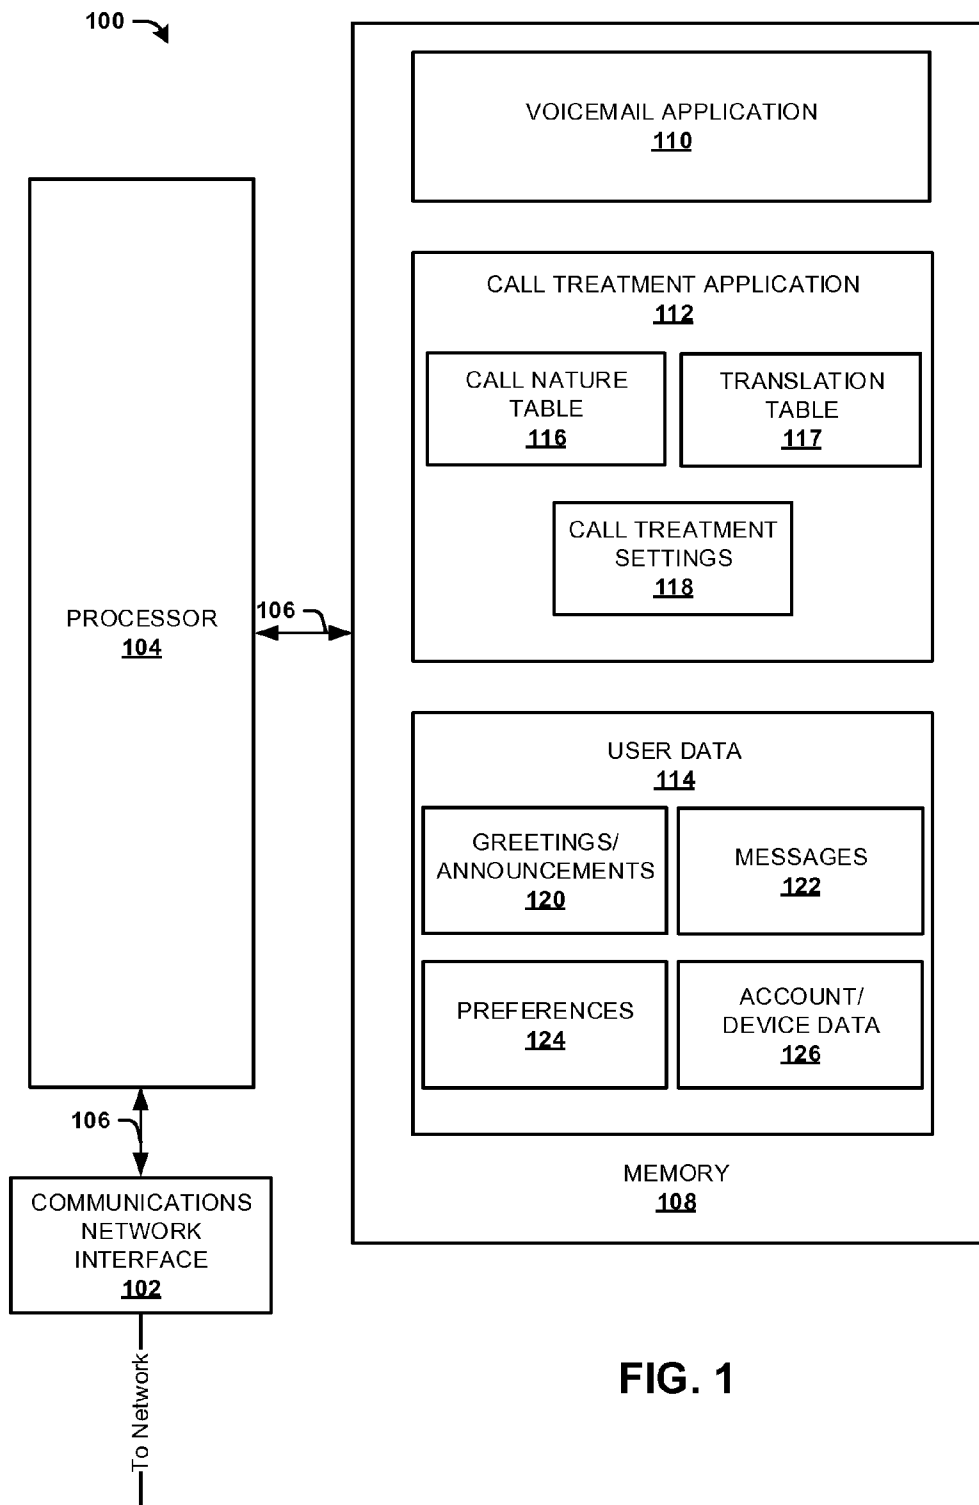 100
VOICEMAIL APPLICATION
110
CALL TREATMENT APPLICATION
112
CALL NATURE
TABLE
116
TRANSLATION
TABLE
117
CALL TREATMENT
SETTINGS
118
PROCESSOR
104
106
USER DATA
114
GREETINGS/
ANNOUNCEMENTS
120
MESSAGES
122
PREFERENCES
124
ACCOUNT/
DEVICE DATA
126
106
MEMORY
108
COMMUNICATIONS
NETWORK
INTERFACE
102
To Network
FIG. 1